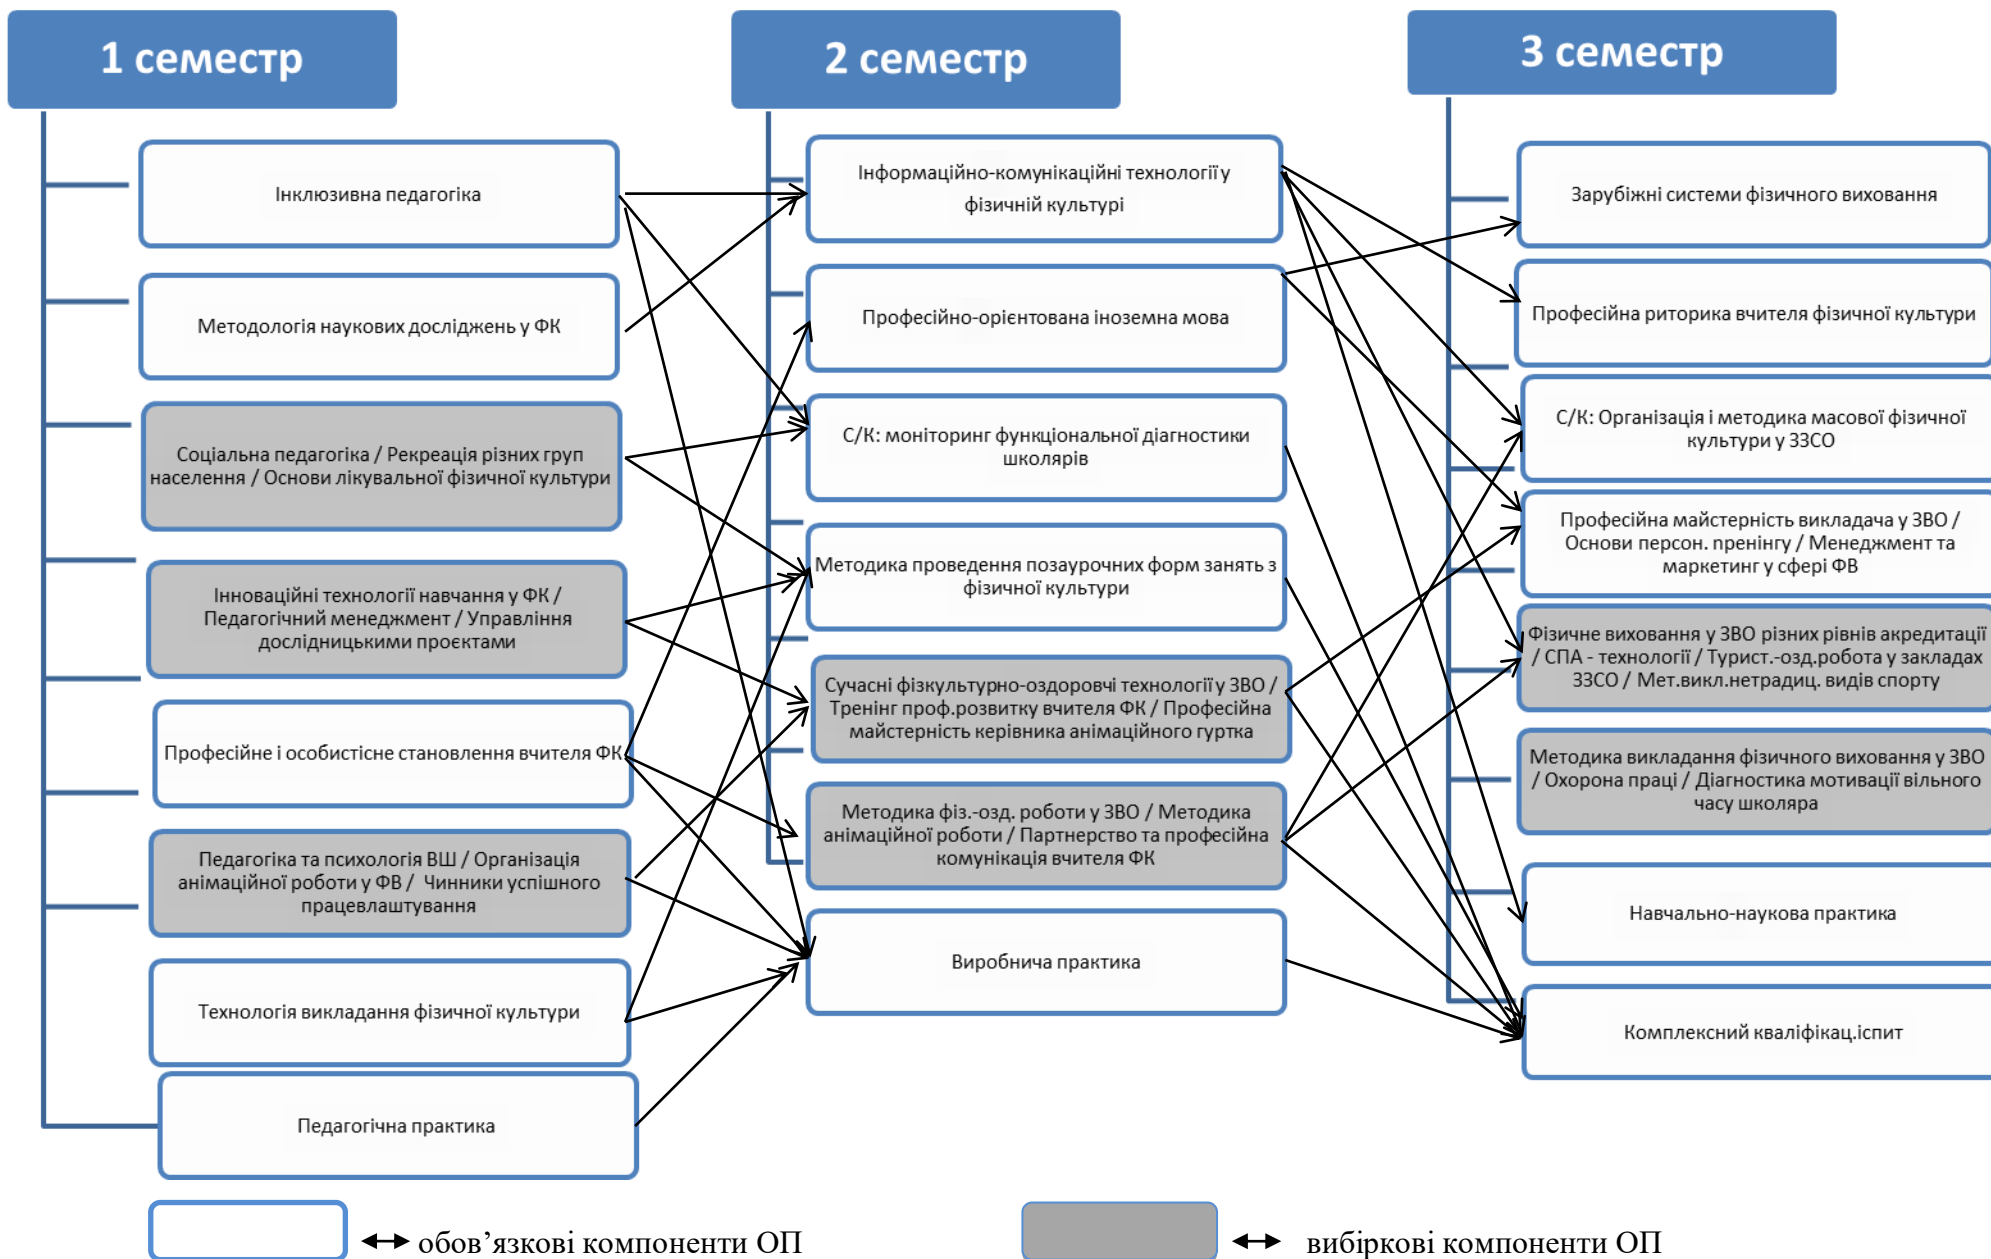 1 семестр
Інклюзивна педагогіка
Методологія наукових досліджень у ФК
Соціальна педагогіка / Рекреація різних груп
населення / Основи лікувальної фізичної культури
Інноваційні технології навчання у ФК /
Педагогічний менеджмент / Управління
дослідницькими проєктами
Професійне і особистісне становлення вчителя ФК
Педагогіка та психологія ВШ / Організація
анімаційної роботи у ФВ / Чинники успішного
працевлаштування
Технологія викладання фізичної культури
Педагогічна практика
2 семестр
Інформаційно-комунікаційні технології у
фізичній культурі
Професійно-орієнтована іноземна мова
С/К: моніторинг функціональної діагностики
школярів
Методика проведення позаурочних форм занять з
фізичної культури
Сучасні фізкультурно-оздоровчі технології у ЗВО /
Тренінг проф.розвитку вчителя ФК / Професійна
майстерність керівника анімаційного гуртка
Методика фіз.-озд. роботи у ЗВО / Методика
анімаційної роботи / Партнерство та професійна
комунікація вчителя ФК
Виробнича практика
3 семестр
Зарубіжні системи фізичного виховання
Професійна риторика вчителя фізичної культури
С/К: Організація і методика масової фізичної
культури у ЗЗСО
Професійна майстерність викладача у ЗВО /
Основи персон. пренінгу / Менеджмент та
маркетинг у сфері ФВ
Фізичне виховання у ЗВО різних рівнів акредитації
/ СПА - технології / Турист.-озд.робота у закладах
ЗЗСО / Мет.викл.нетрадиц. видів спорту
Методика викладання фізичного виховання у ЗВО
/ Охорона праці / Діагностика мотивації вільного
часу школяра
Навчально-наукова практика
Комплексний кваліфікац.іспит
обов’язкові компоненти ОП
вибіркові компоненти ОП